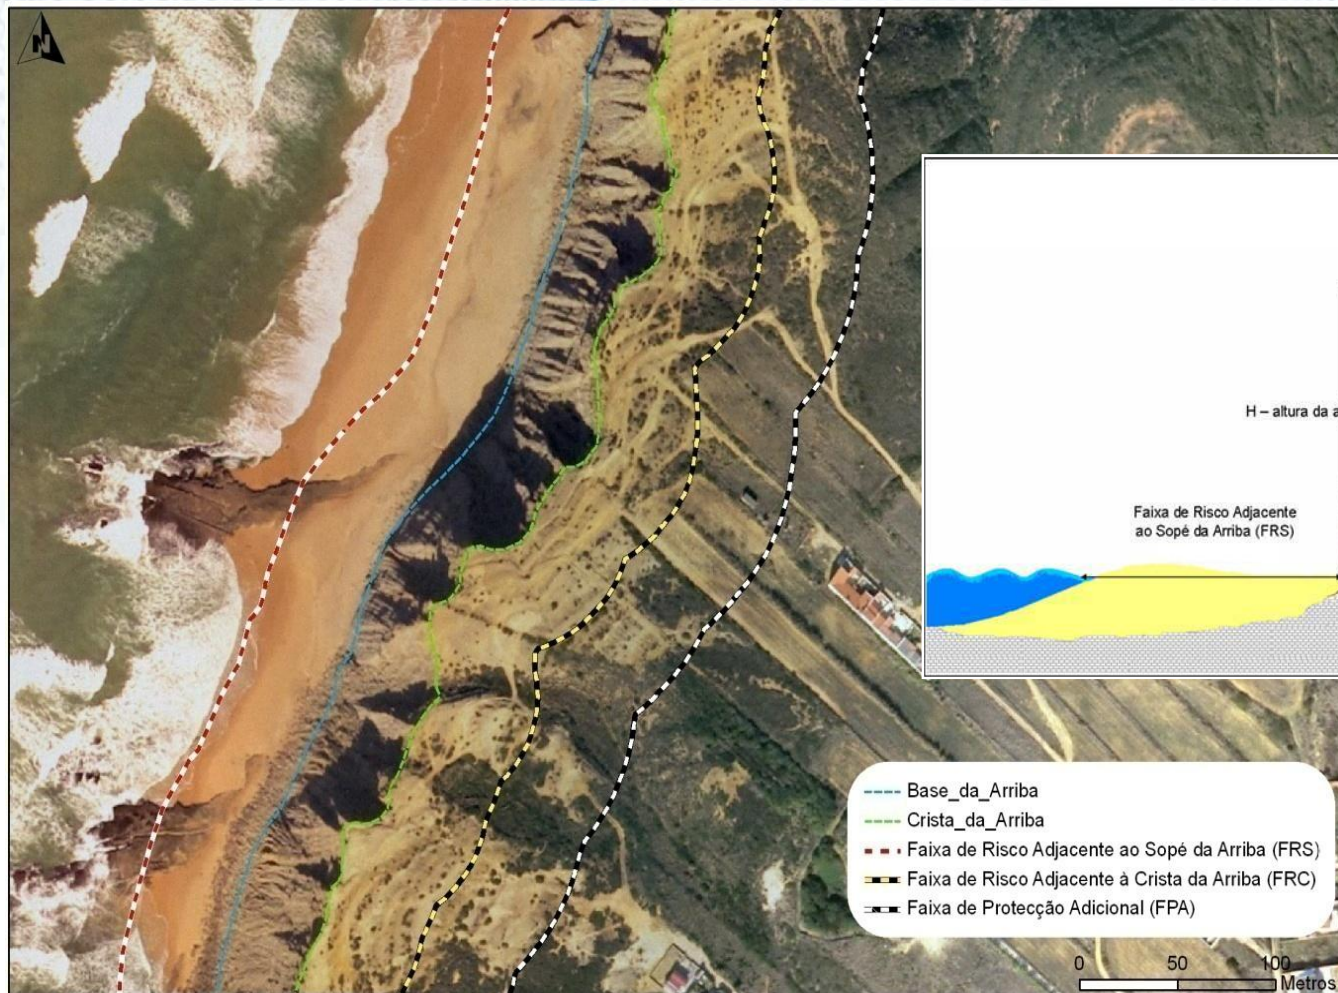 N
H – altura da a
Faixa de Risco Adjacente
ao Sopé da Arriba (FRS)
Base_da_Arriba
Crista_da_Arriba
Faixa de Risco Adjacente ao Sopé da Arriba (FRS)
Faixa de Risco Adjacente à Crista da Arriba (FRC)
Faixa de Protecção Adicional (FPA)
0 50 100
Metros